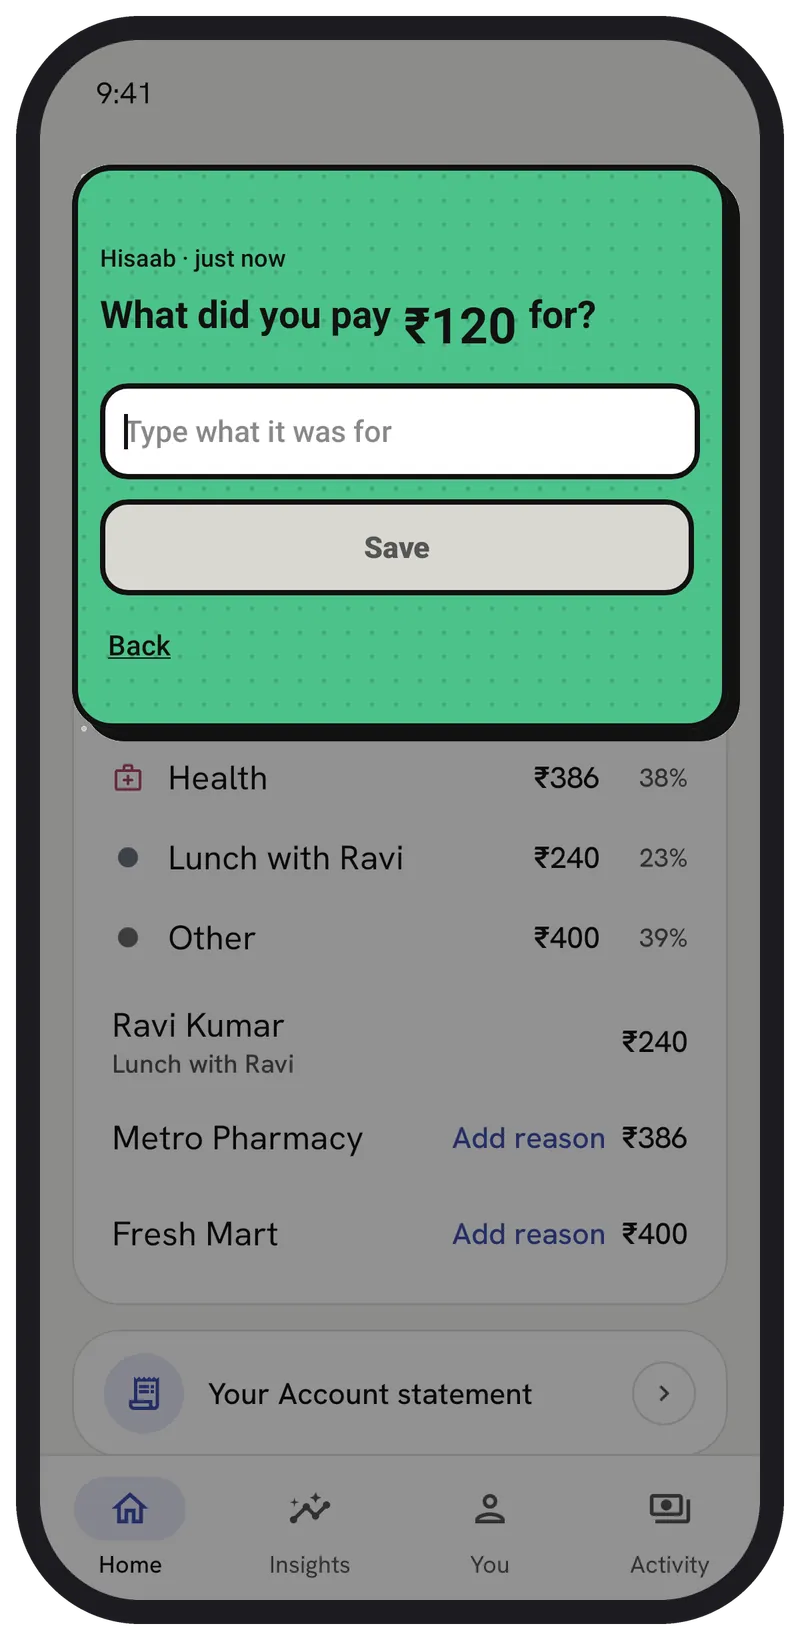 9:41
Hisaab · just now
What did you pay ₹120 for?
Type what it was for
Save
Back
Health ₹386 38%
Lunch with Ravi ₹240 23%
Other ₹400 39%
Ravi Kumar ₹240
Lunch with Ravi
Metro Pharmacy Add reason ₹386
Fresh Mart Add reason ₹400
Your Account statement
Home Insights You Activity